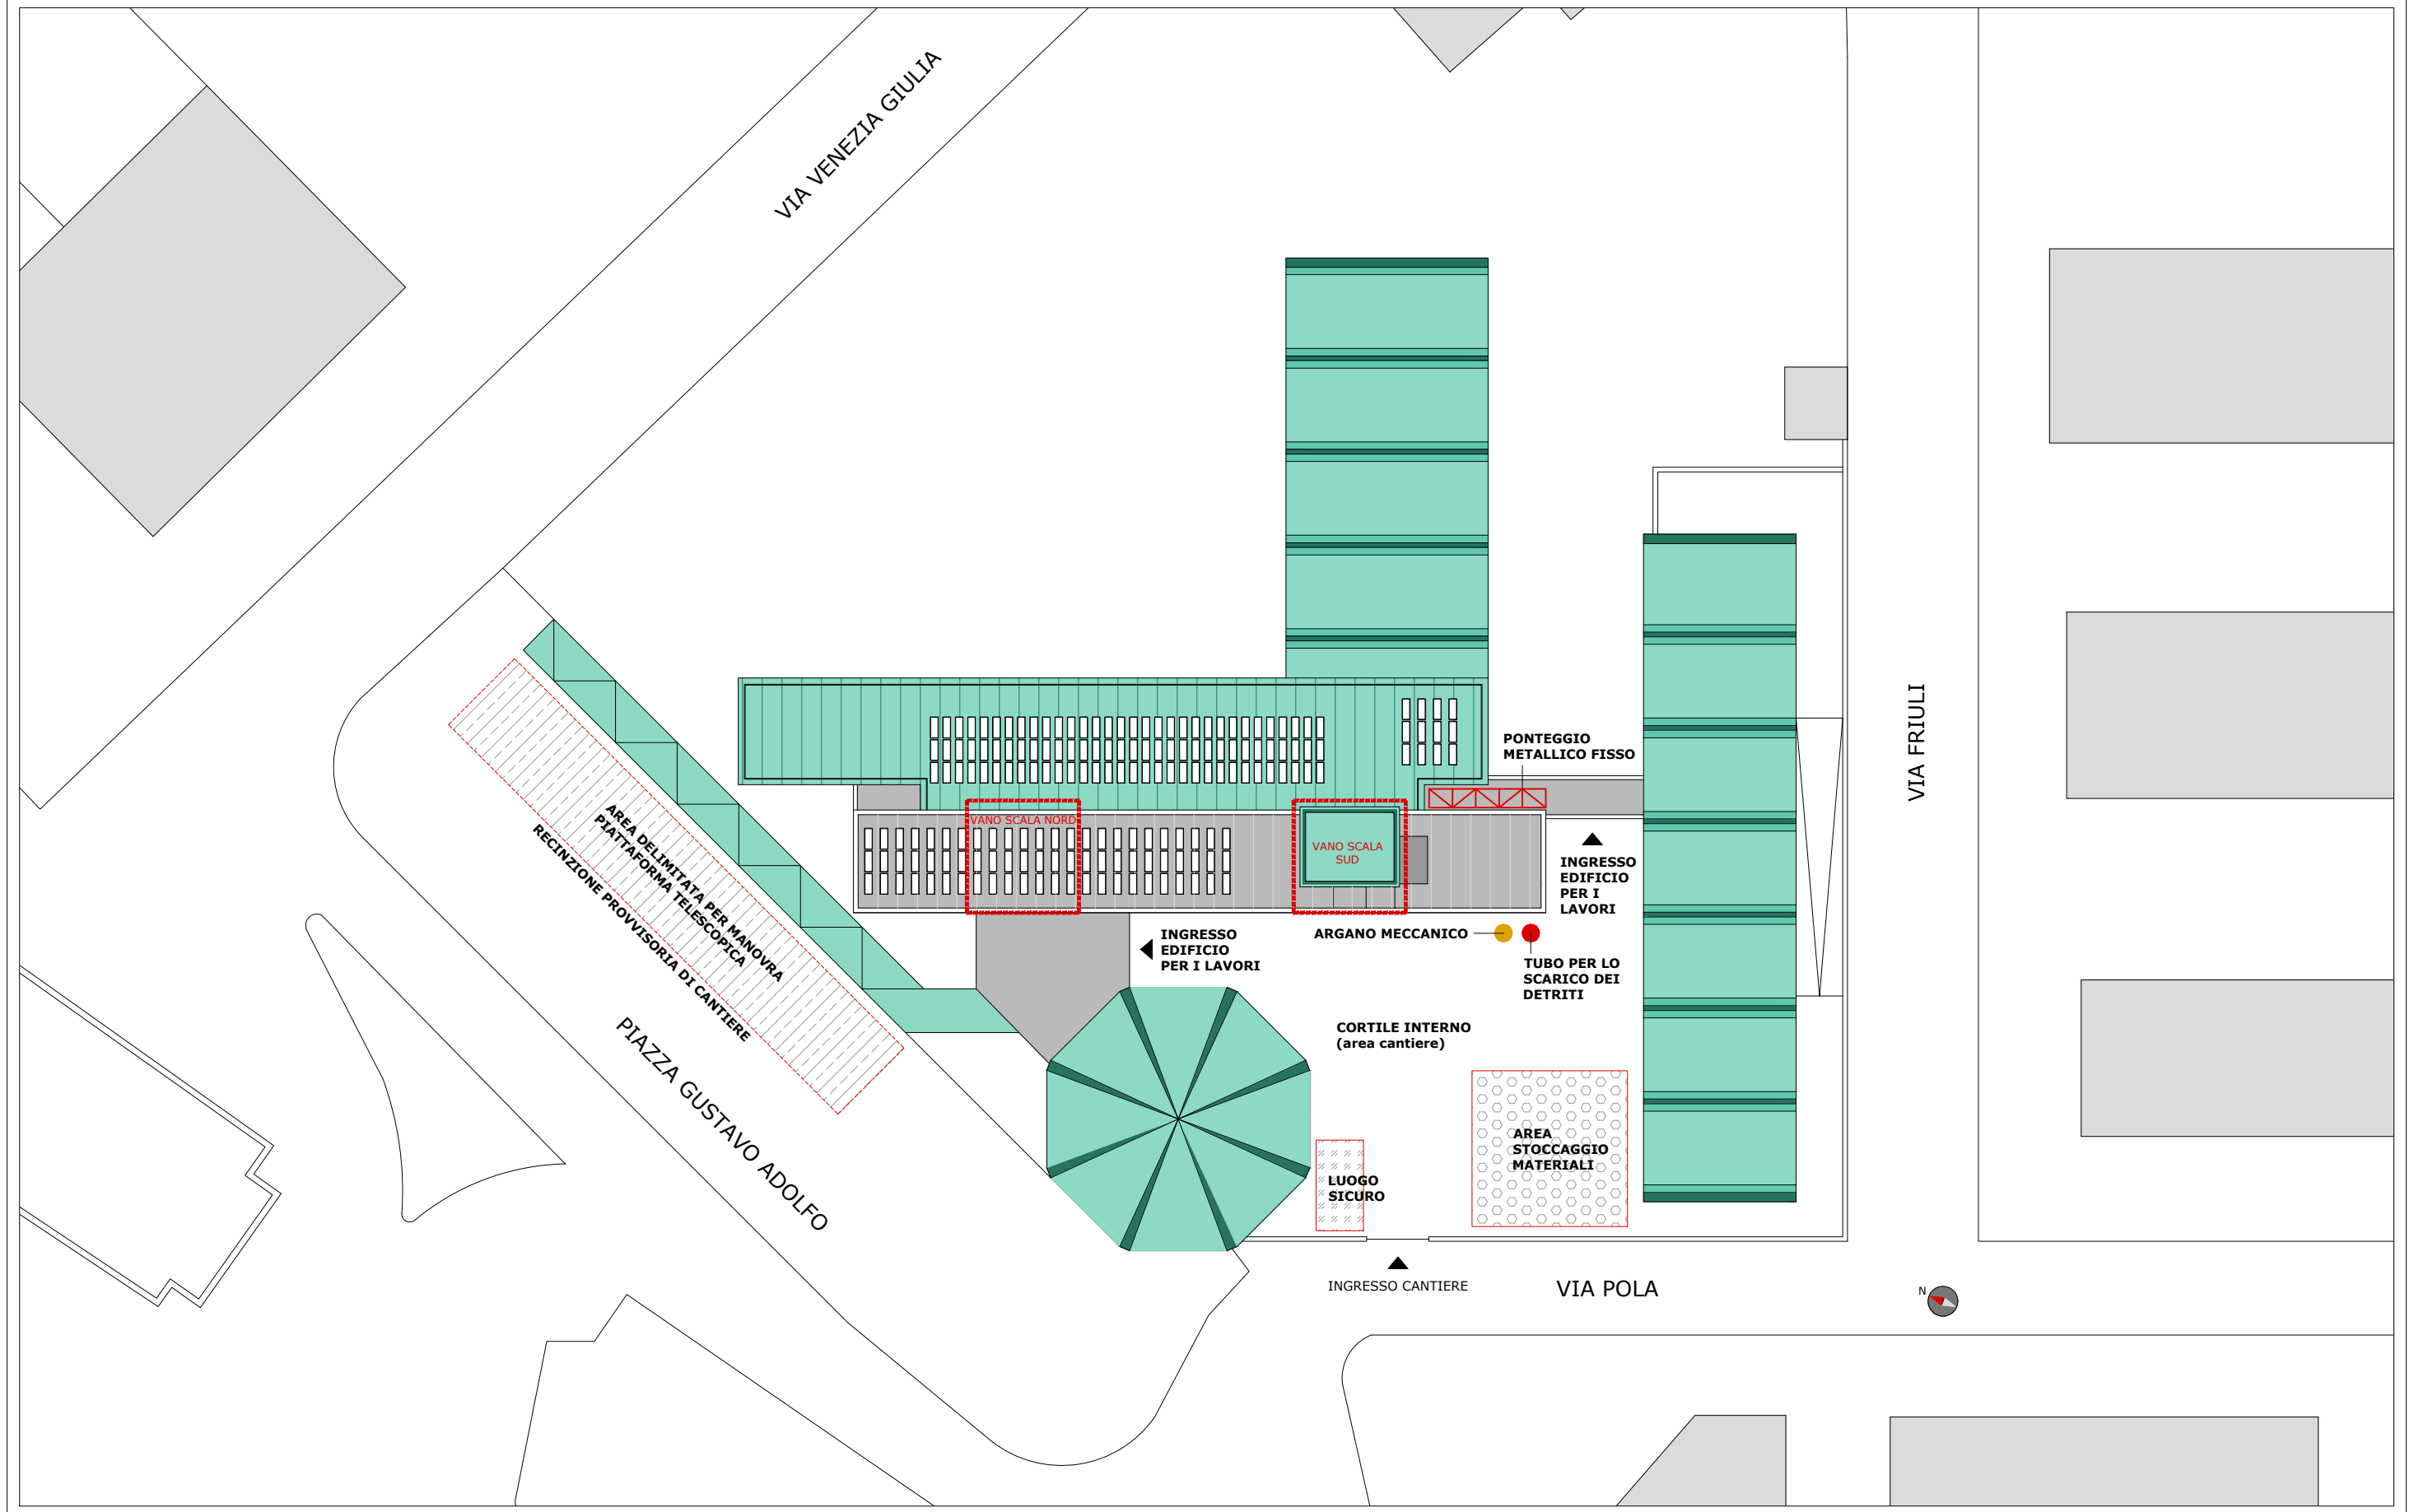 VIA VENEZIA GIULIA
VIA FRIULI
PONTEGGIO
METALLICO FISSO
VANO SCALA NORD
VANO SCALA
SUD
INGRESSO
EDIFICIO
PER I
LAVORI
AREA DELIMITATA PER MANOVRA
PIATTAFORMA TELESCOPICA
RECINZIONE PROVVISORIA DI CANTIERE
INGRESSO
EDIFICIO
PER I LAVORI
ARGANO MECCANICO
TUBO PER LO
SCARICO DEI
DETRITI
CORTILE INTERNO
(area cantiere)
PIAZZA GUSTAVO ADOLFO
AREA
STOCCAGGIO
MATERIALI
LUOGO
SICURO
INGRESSO CANTIERE
VIA POLA
N